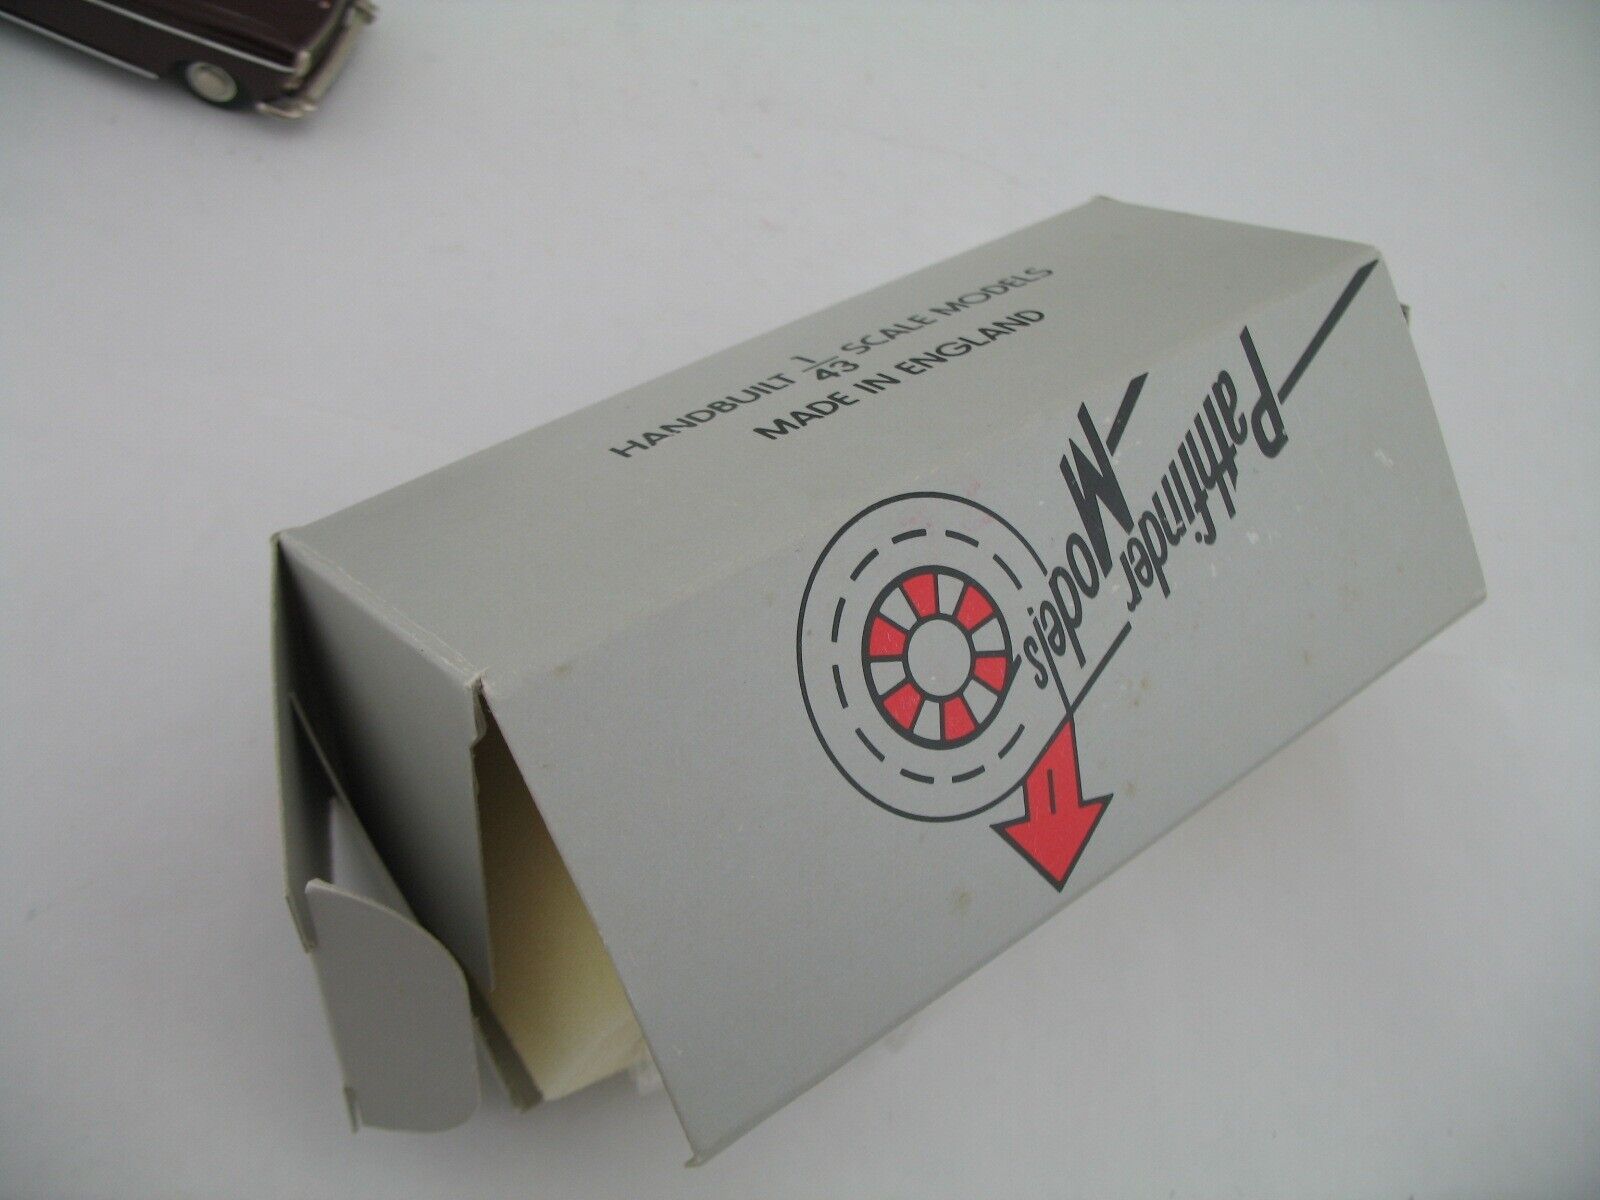 HANDBUILT 1/43 SCALE MODELS
MADE IN ENGLAND
Pathfinder
Models